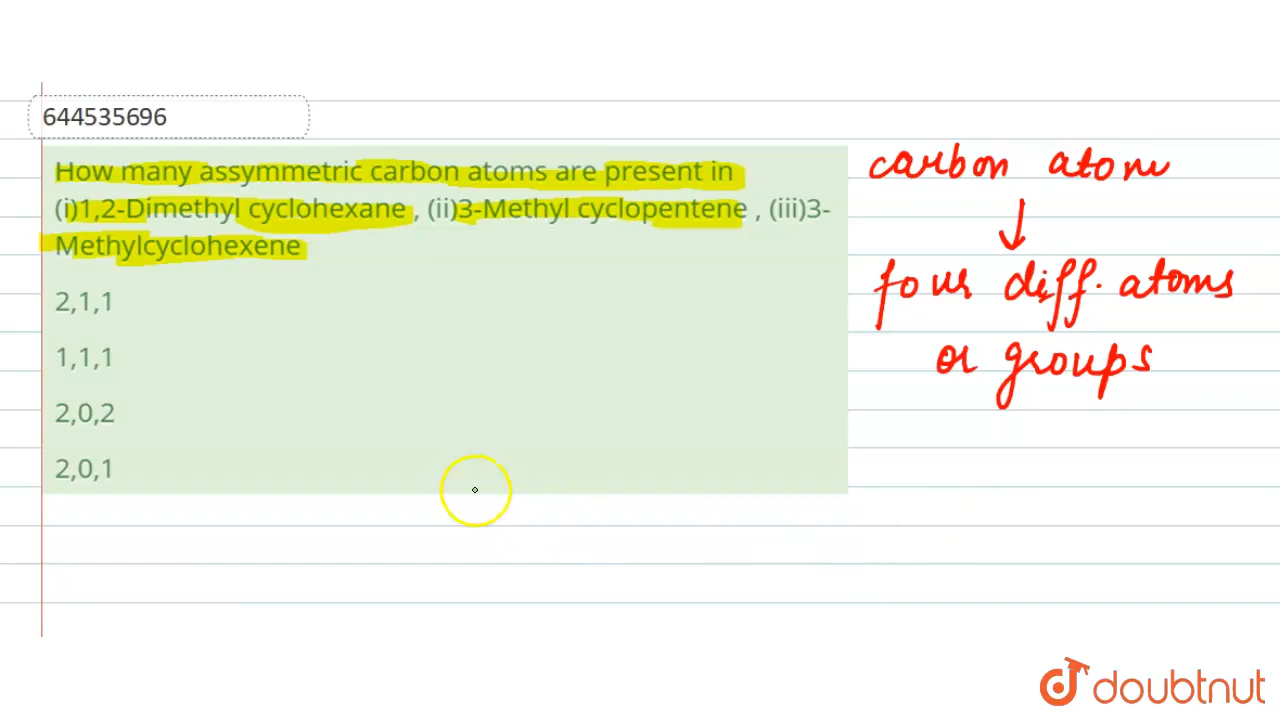 644535696
How many assymmetric carbon atoms are present in
(i)1,2-Dimethyl cyclohexane , (ii)3-Methyl cyclopentene , (iii)3-
Methylcyclohexene
2,1,1
1,1,1
2,0,2
2,0,1
carbon atom
four diff. atoms
or groups
doubtnut